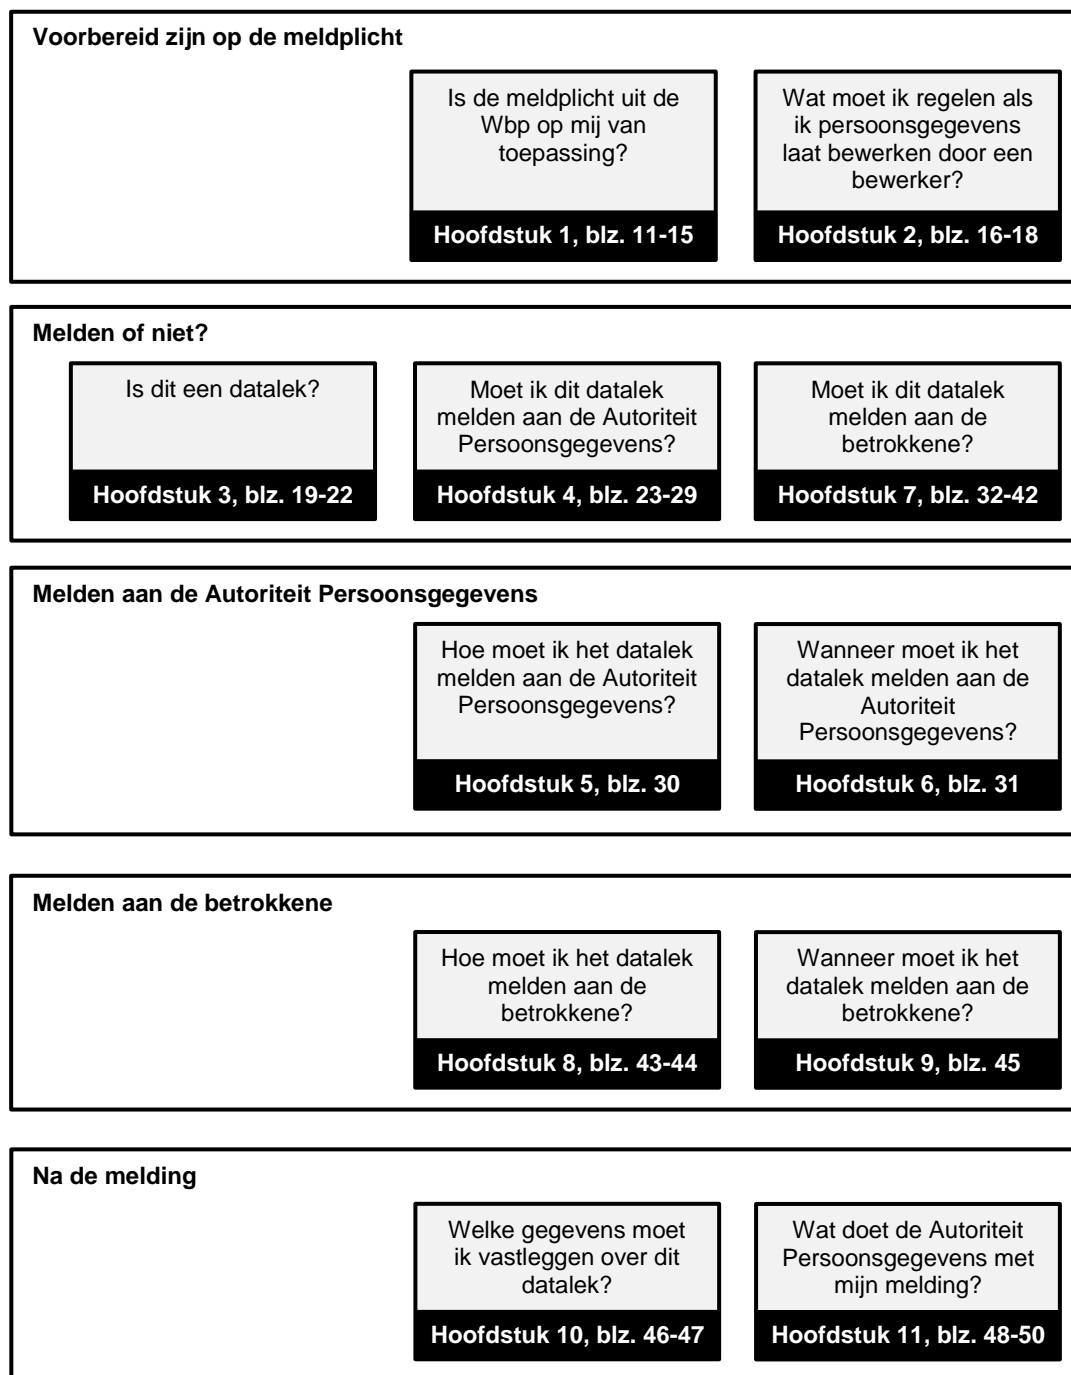 Voorbereid zijn op de meldplicht
Is de meldplicht uit de
Wbp op mij van
toepassing?
Hoofdstuk 1, blz. 11-15
Wat moet ik regelen als
ik persoonsgegevens
laat bewerken door een
bewerker?
Hoofdstuk 2, blz. 16-18
Melden of niet?
Is dit een datalek?
Hoofdstuk 3, blz. 19-22
Moet ik dit datalek
melden aan de Autoriteit
Persoonsgegevens?
Hoofdstuk 4, blz. 23-29
Moet ik dit datalek
melden aan de
betrokkene?
Hoofdstuk 7, blz. 32-42
Melden aan de Autoriteit Persoonsgegevens
Hoe moet ik het datalek
melden aan de Autoriteit
Persoonsgegevens?
Hoofdstuk 5, blz. 30
Wanneer moet ik het
datalek melden aan de
Autoriteit
Persoonsgegevens?
Hoofdstuk 6, blz. 31
Melden aan de betrokkene
Hoe moet ik het datalek
melden aan de
betrokkene?
Hoofdstuk 8, blz. 43-44
Wanneer moet ik het
datalek melden aan de
betrokkene?
Hoofdstuk 9, blz. 45
Na de melding
Welke gegevens moet
ik vastleggen over dit
datalek?
Hoofdstuk 10, blz. 46-47
Wat doet de Autoriteit
Persoonsgegevens met
mijn melding?
Hoofdstuk 11, blz. 48-50